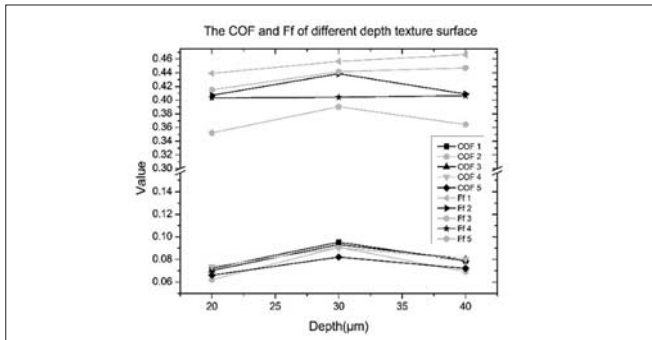 The COF and Ff of different depth texture surface
0.46
0.44
0.42
0.40
0.38
0.36
0.34
0.32
0.30
0.14
0.12
0.10
0.08
0.06
Value
COF 1
COF 2
COF 3
COF 4
COF 5
Ff 1
Ff 2
Ff 3
Ff 4
Ff 5
20
25
30
35
40
Depth(μm)